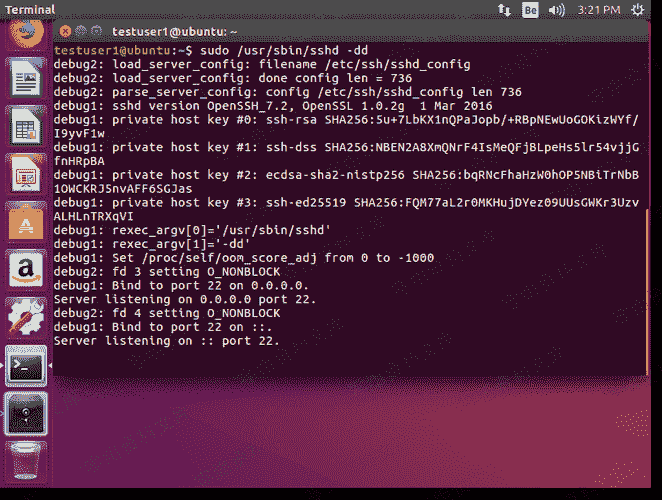 Terminal
Be
3:21 PM
testuser1@ubuntu: ~
testuser1@ubuntu:~$ sudo /usr/sbin/sshd -dd
debug2: load_server_config: filename /etc/ssh/sshd_config
debug2: load_server_config: done config len = 736
debug2: parse_server_config: config /etc/ssh/sshd_config len 736
debug1: sshd version OpenSSH_7.2, OpenSSL 1.0.2g  1 Mar 2016
debug1: private host key #0: ssh-rsa SHA256:5u+7LbKX1nQPaJopb/+RBpNEwUoGOKizWYf/
I9yvF1w
debug1: private host key #1: ssh-dss SHA256:NBEN2A8XmQNrF4IsMeQFjBLpeHs5lr54vjjG
fnHRpBA
debug1: private host key #2: ecdsa-sha2-nistp256 SHA256:bqRNcFhaHzW0hOP5NBiTrNbB
1OWCKRJ5nvAFF6SGJas
debug1: private host key #3: ssh-ed25519 SHA256:FQM77aL2r0MKHujDYez09UUsGWKr3Uzv
ALHLnTRXqVI
debug1: rexec_argv[0]='/usr/sbin/sshd'
debug1: rexec_argv[1]='-dd'
debug1: Set /proc/self/oom_score_adj from 0 to -1000
debug2: fd 3 setting O_NONBLOCK
debug1: Bind to port 22 on 0.0.0.0.
Server listening on 0.0.0.0 port 22.
debug2: fd 4 setting O_NONBLOCK
debug1: Bind to port 22 on ::.
Server listening on :: port 22.